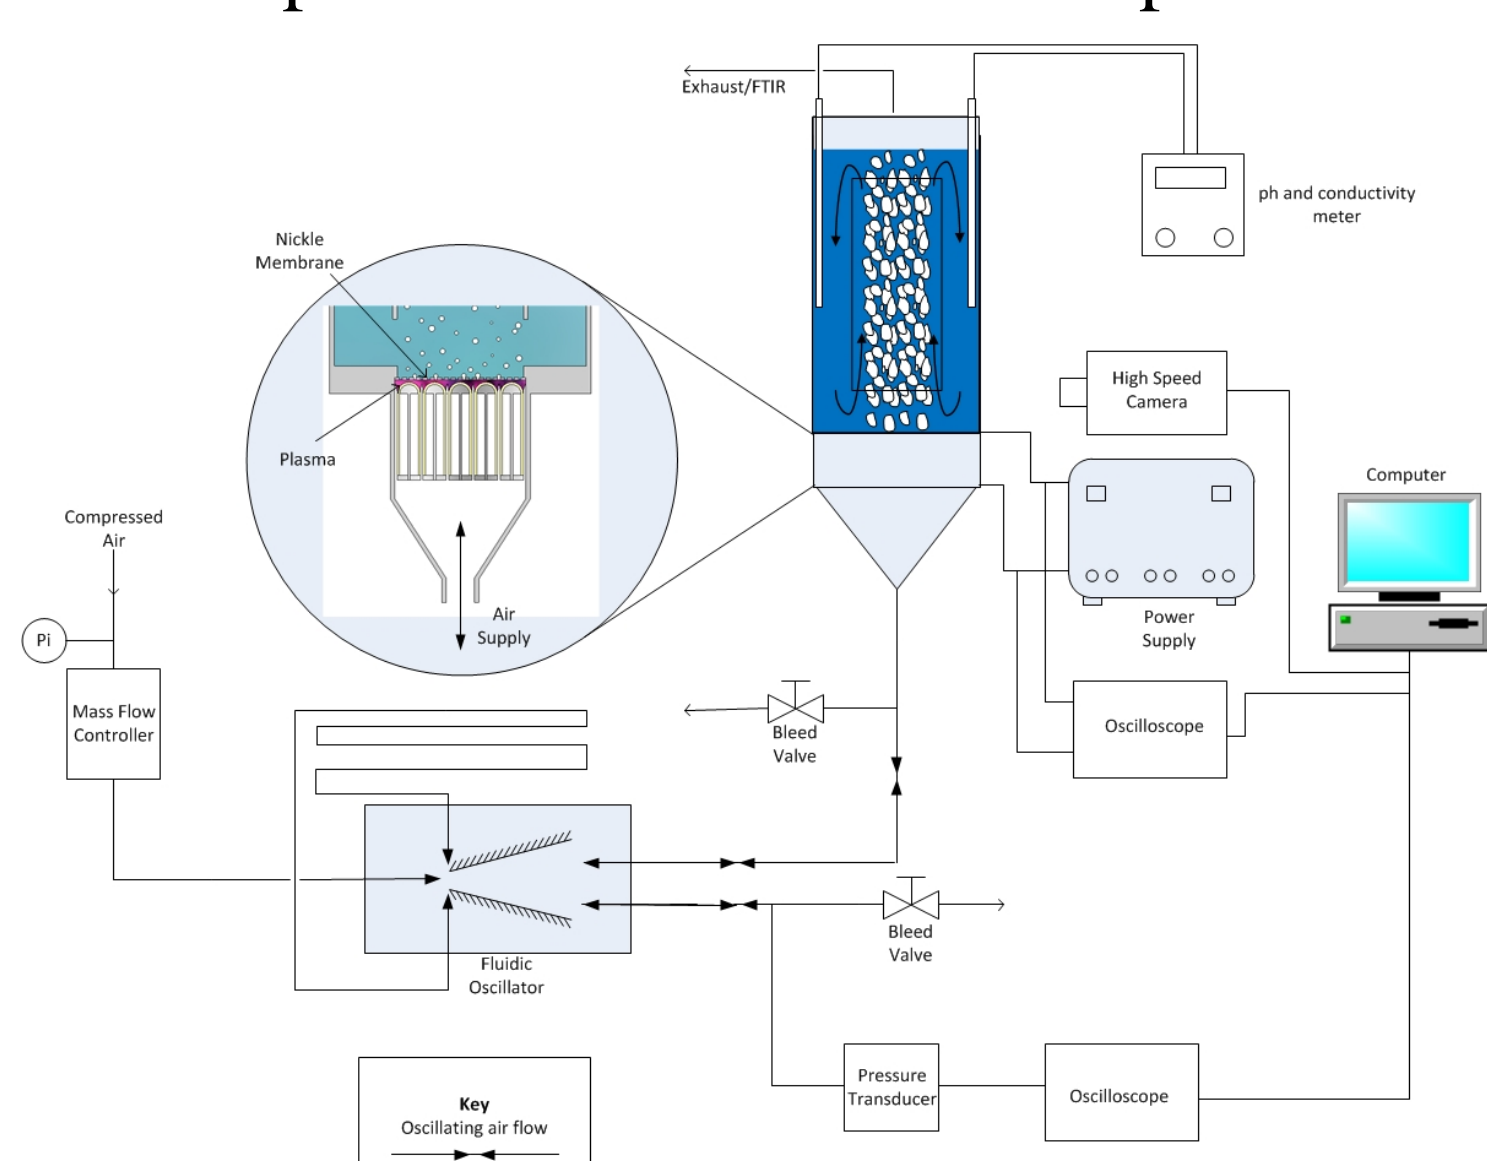 Exhaust/FTIR
ph and conductivity
meter
Nickle
Membrane
Plasma
Air
Supply
High Speed
Camera
Computer
Power
Supply
Compressed
Air
Pi
Mass Flow
Controller
Bleed
Valve
Oscilloscope
Fluidic
Oscillator
Bleed
Valve
Pressure
Transducer
Oscilloscope
Key
Oscillating air flow